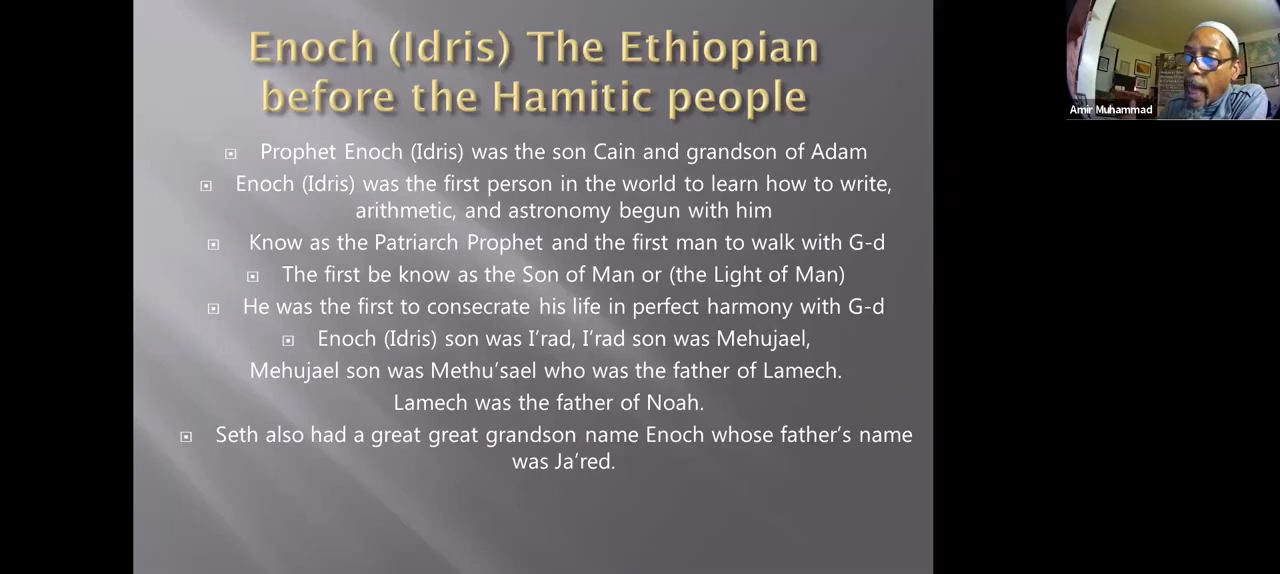 Enoch (Idris) The Ethiopian
before the Hamitic people
Prophet Enoch (Idris) was the son Cain and grandson of Adam
Enoch (Idris) was the first person in the world to learn how to write,
arithmetic, and astronomy begun with him
Know as the Patriarch Prophet and the first man to walk with G-d
The first be know as the Son of Man or (the Light of Man)
He was the first to consecrate his life in perfect harmony with G-d
Enoch (Idris) son was I’rad, I’rad son was Mehujael,
Mehujael son was Methu’sael who was the father of Lamech.
Lamech was the father of Noah.
Seth also had a great great grandson name Enoch whose father’s name
was Ja’red.
Amir Muhammad